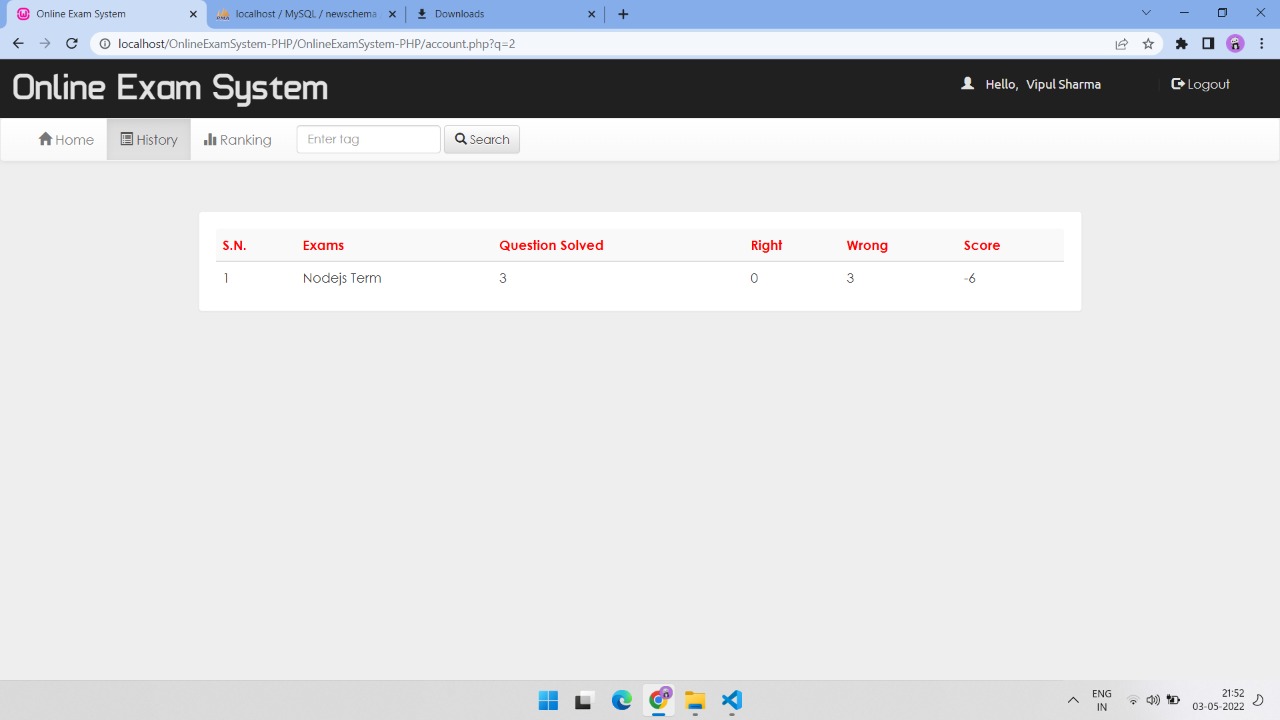 Online Exam System
localhost / MySQL / newschema
Downloads
localhost/OnlineExamSystem-PHP/OnlineExamSystem-PHP/account.php?q=2
Online Exam System
Hello, Vipul Sharma
Logout
Home
History
Ranking
Enter tag
Search
S.N. Exams Question Solved Right Wrong Score
1 Nodejs Term 3 0 3 -6
ENG
IN
21:52
03-05-2022